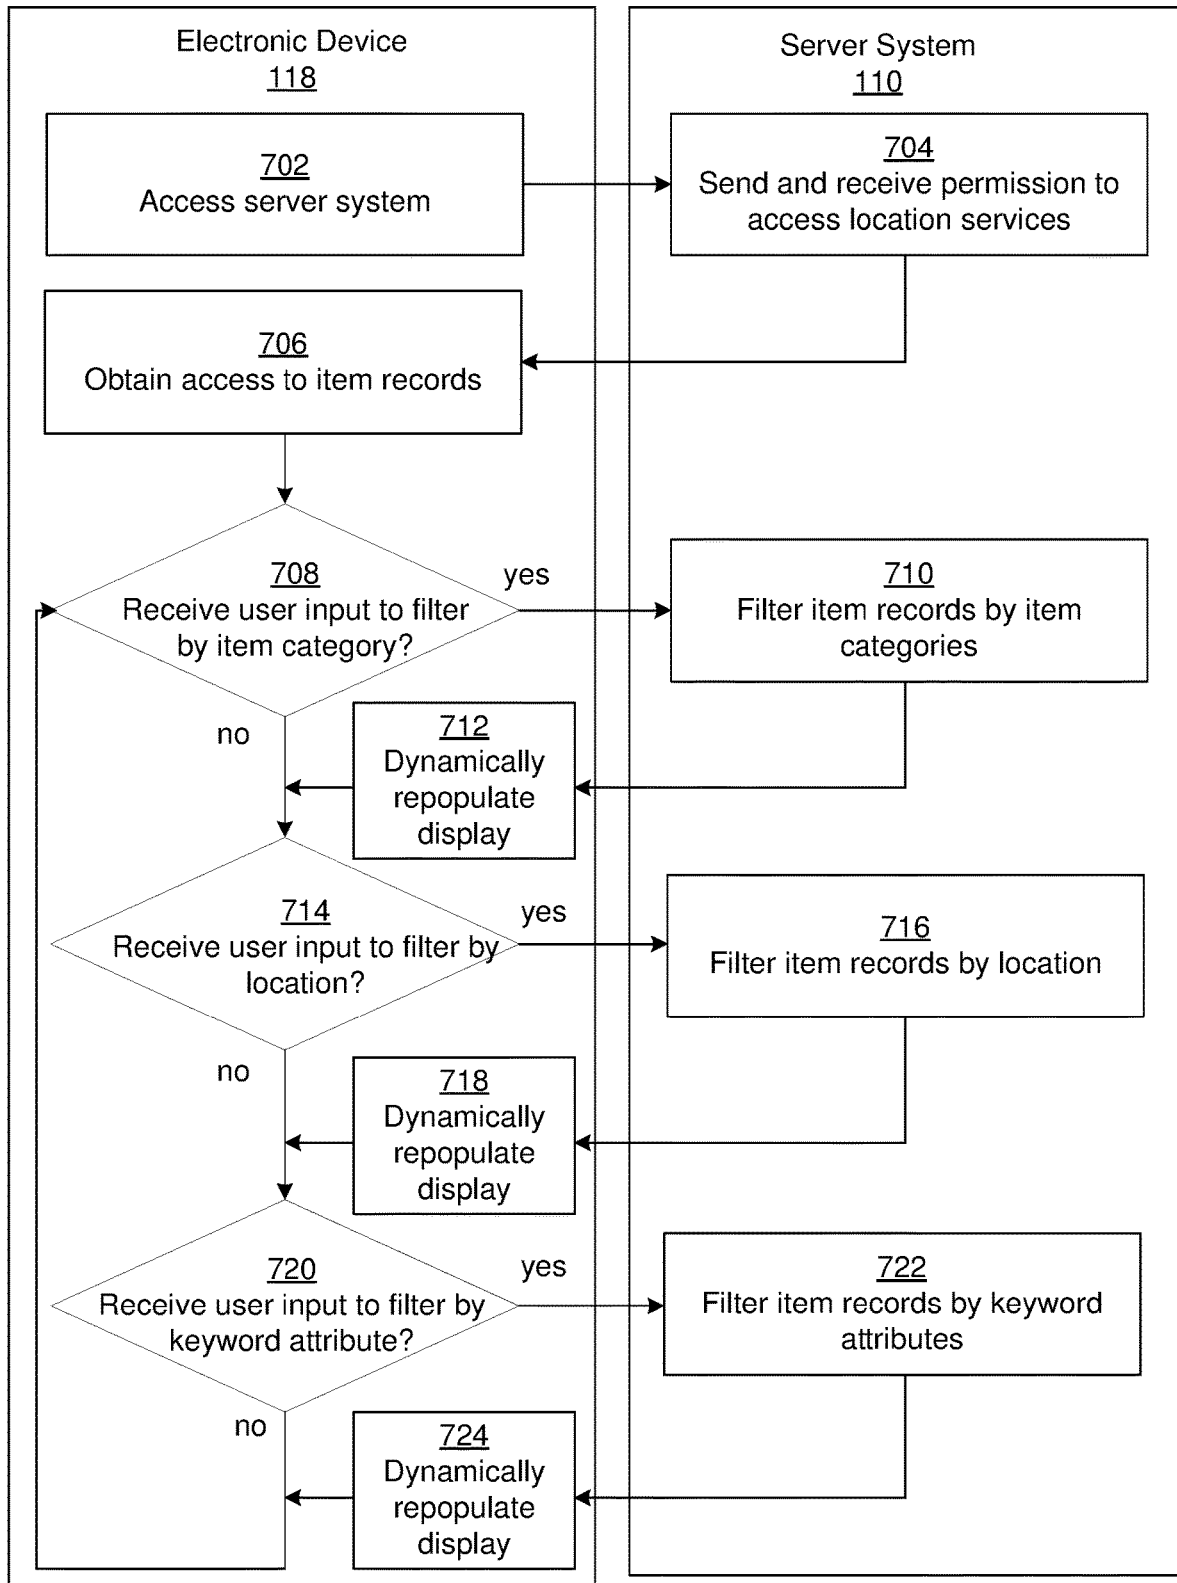 Electronic Device
118
Server System
110
702
Access server system
704
Send and receive permission to
access location services
706
Obtain access to item records
708
Receive user input to filter
by item category?
yes
no
710
Filter item records by item
categories
712
Dynamically
repopulate
display
714
Receive user input to filter by
location?
yes
no
716
Filter item records by location
718
Dynamically
repopulate
display
720
Receive user input to filter by
keyword attribute?
yes
no
722
Filter item records by keyword
attributes
724
Dynamically
repopulate
display